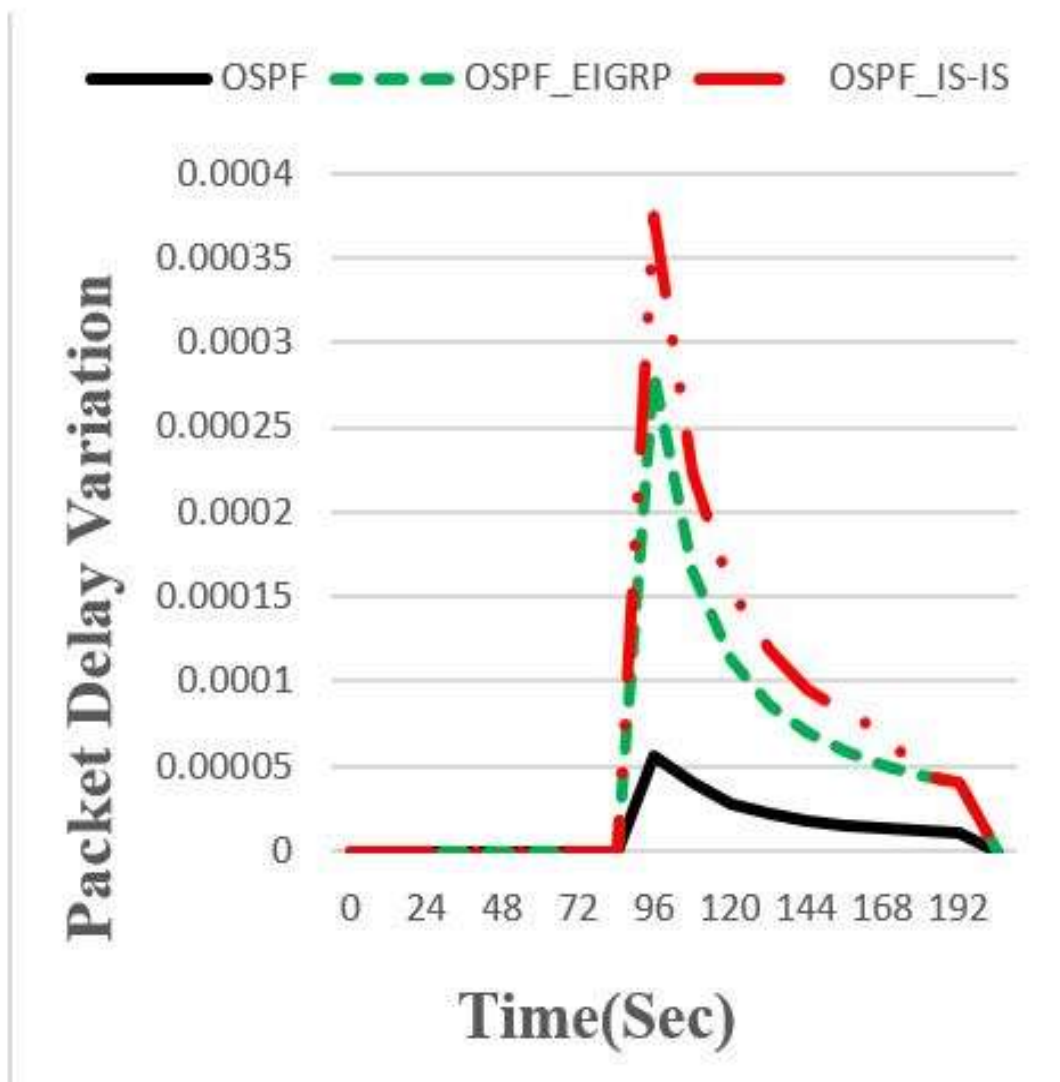 OSPF OSPF_EIGRP OSPF_IS-IS
0.0004
0.00035
0.0003
0.00025
0.0002
0.00015
0.0001
0.00005
0
Packet Delay Variation
0 24 48 72 96 120 144 168 192
Time(Sec)